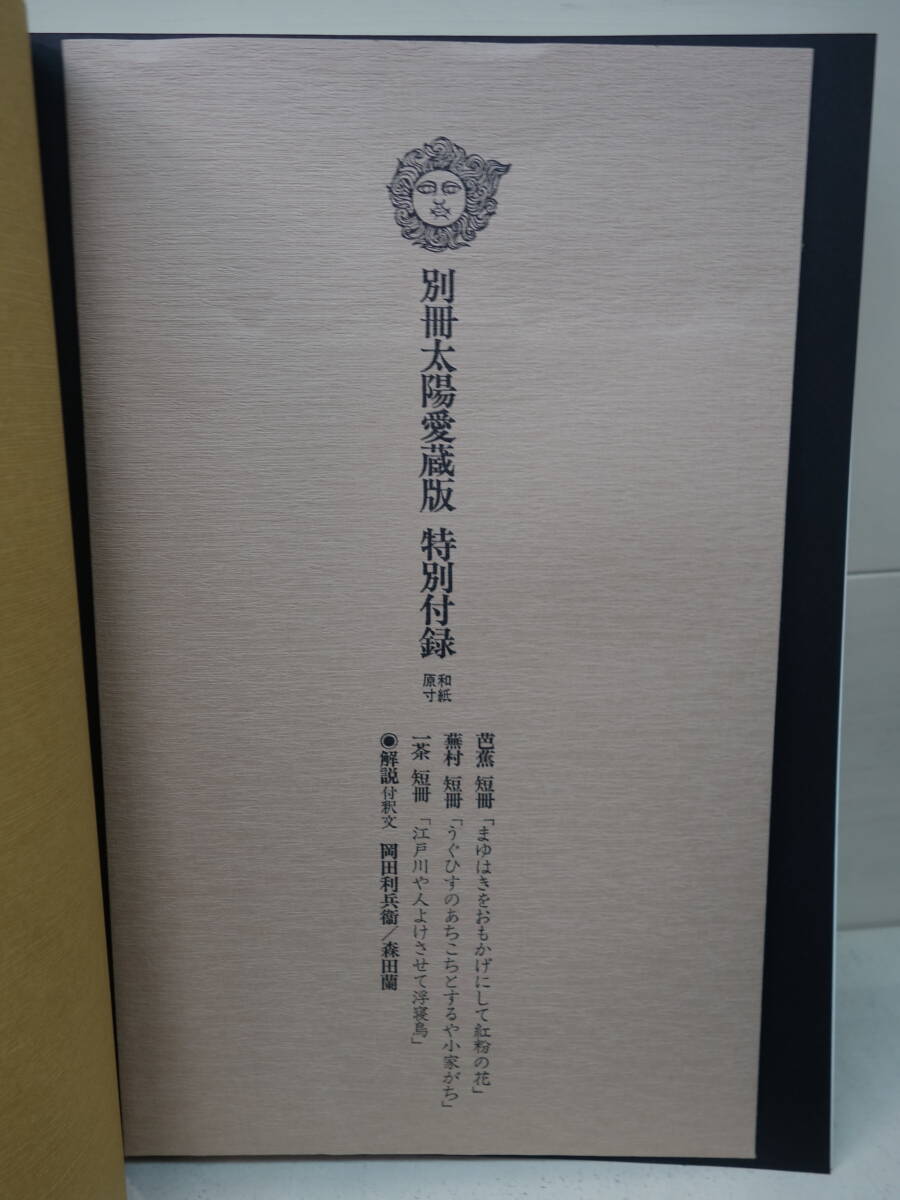 別冊太陽愛蔵版 特別付録
和紙
原寸
芭蕉 短冊「まゆはきをおもかげにして紅粉の花」
蕪村 短冊「うぐひすのあちこちとするや小家がち」
一茶 短冊「江戸川や人よけさせて浮寝鳥」
◉解説付釈文 岡田利兵衞／森田蘭